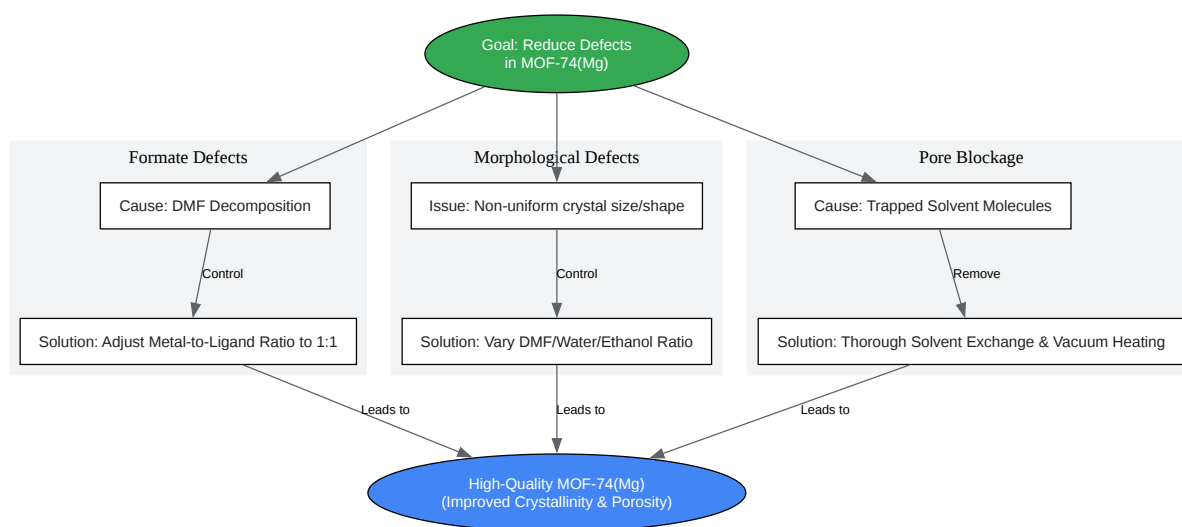 Goal: Reduce Defects
in MOF-74(Mg)
Formate Defects
Morphological Defects
Pore Blockage
Cause: DMF Decomposition
Issue: Non-uniform crystal size/shape
Cause: Trapped Solvent Molecules
Control
Control
Remove
Solution: Adjust Metal-to-Ligand Ratio to 1:1
Solution: Vary DMF/Water/Ethanol Ratio
Solution: Thorough Solvent Exchange & Vacuum Heating
Leads to
Leads to
Leads to
High-Quality MOF-74(Mg)
(Improved Crystallinity & Porosity)